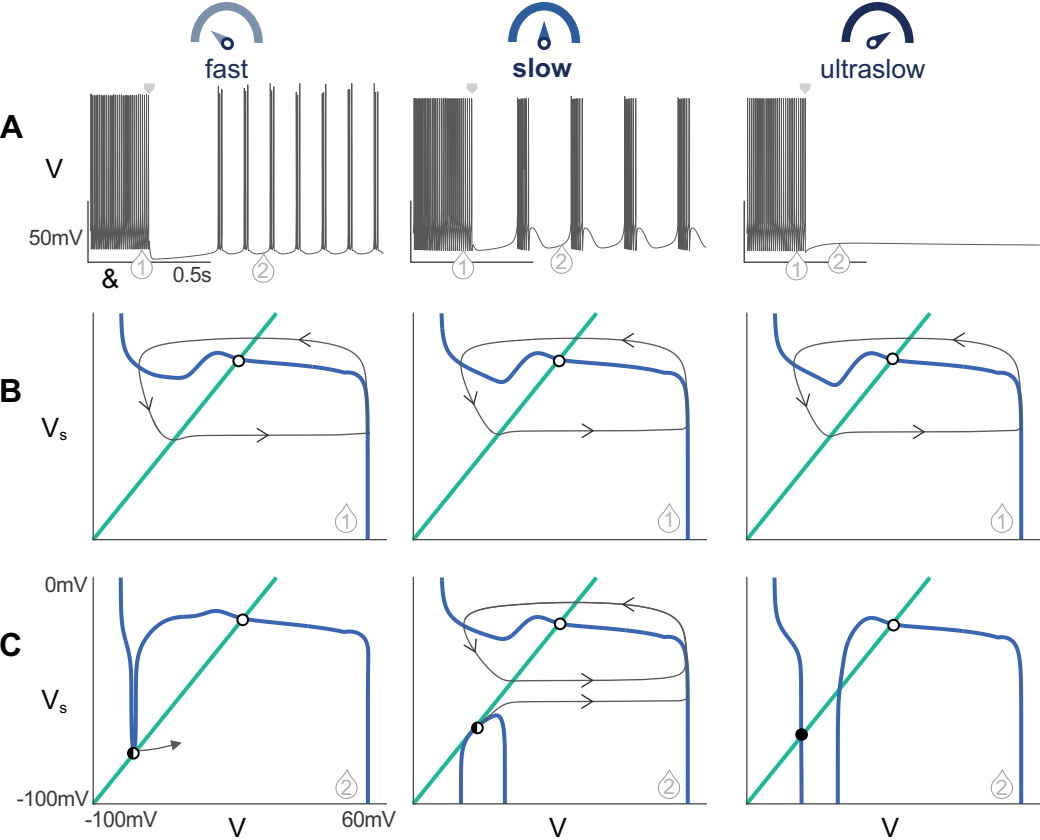 fast slow ultraslow
A
V
50mV
& 1 0.5s 2 1 2 1 2
B
Vs
1 1 1
0mV
C
Vs
2 2 2
-100mV
-100mV 60mV
V V V